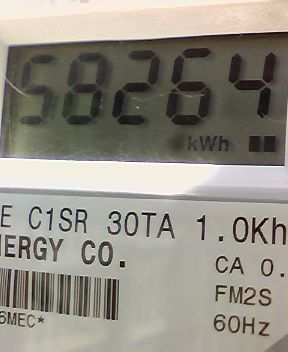 58264
kWh
E C1SR 30TA 1.0Kh
NERGY CO.
CA 0.
FM2S
6MEC*
60Hz